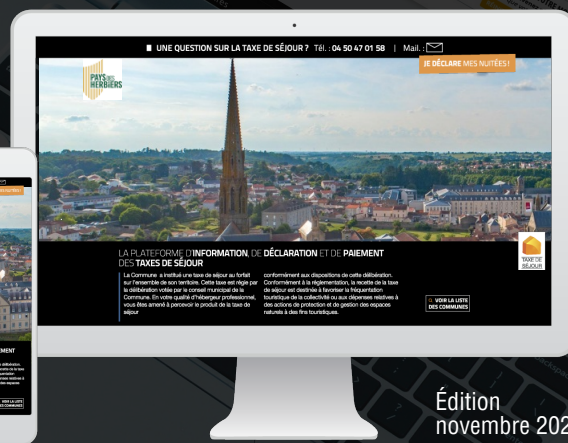 UNE QUESTION SUR LA TAXE DE SÉJOUR ? Tél. : 04 50 47 01 58 | Mail. :
JE DÉCLARE MES NUITÉES !
PAYS DES
HERBIERS
LA PLATEFORME D'INFORMATION, DE DÉCLARATION ET DE PAIEMENT
DES TAXES DE SÉJOUR
La Commune a institué une taxe de séjour au forfait
sur l'ensemble de son territoire. Cette taxe est régie par
la délibération votée par le conseil municipal de la
Commune. En votre qualité d'hébergeur professionnel,
vous êtes amené à percevoir le produit de la taxe de
séjour
conformément aux dispositions de cette délibération.
Conformément à la réglementation, la recette de la taxe
de séjour est destinée à favoriser la fréquentation
touristique de la collectivité ou aux dépenses relatives à
des actions de protection et de gestion des espaces
naturels à des fins touristiques.
TAXE DE
SÉJOUR
VOIR LA LISTE
DES COMMUNES
VOIR LA LISTE
DES COMMUNES
Édition
novembre 202